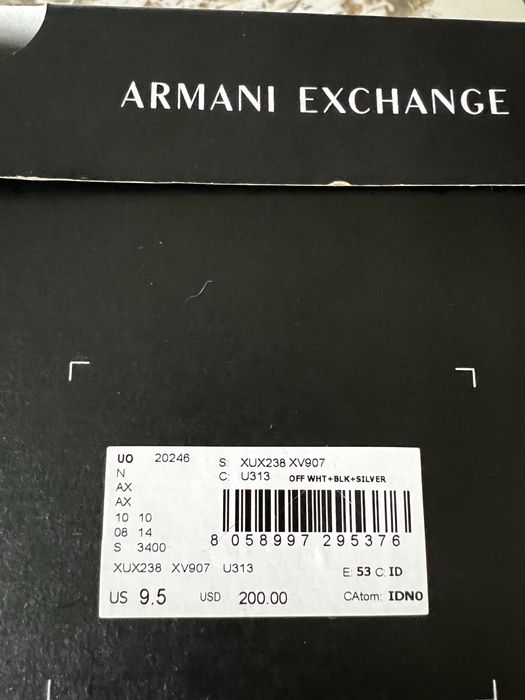 ARMANI EXCHANGE
UO 20246 S: XUX238 XV907
N C: U313 OFF WHT+BLK+SILVER
AX
AX
10 10
08 14
8 058997 295376
S 3400
XUX238 XV907 U313 E: 53 C: ID
US 9.5 USD 200.00 CAtom: IDN0